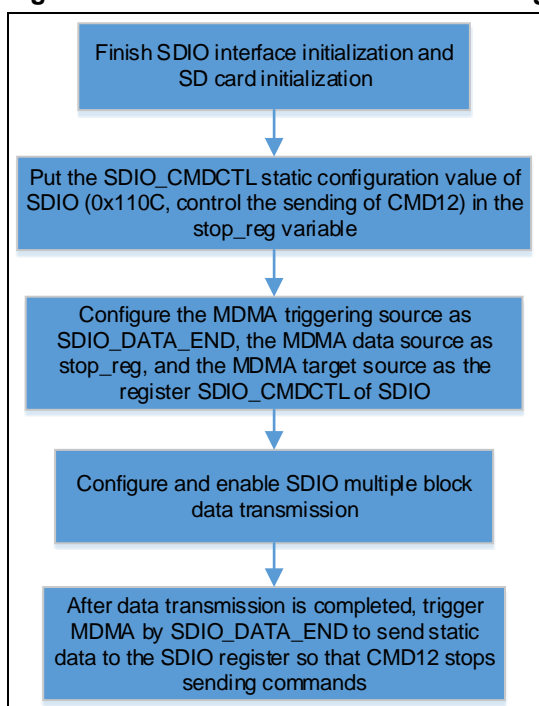 Finish SDIO interface initialization and
SD card initialization
Put the SDIO_CMDCTL static configuration value of
SDIO (0x110C, control the sending of CMD12) in the
stop_reg variable
Configure the MDMA triggering source as
SDIO_DATA_END, the MDMA data source as
stop_reg, and the MDMA target source as the
register SDIO_CMDCTL of SDIO
Configure and enable SDIO multiple block
data transmission
After data transmission is completed, trigger
MDMA by SDIO_DATA_END to send static
data to the SDIO register so that CMD12 stops
sending commands